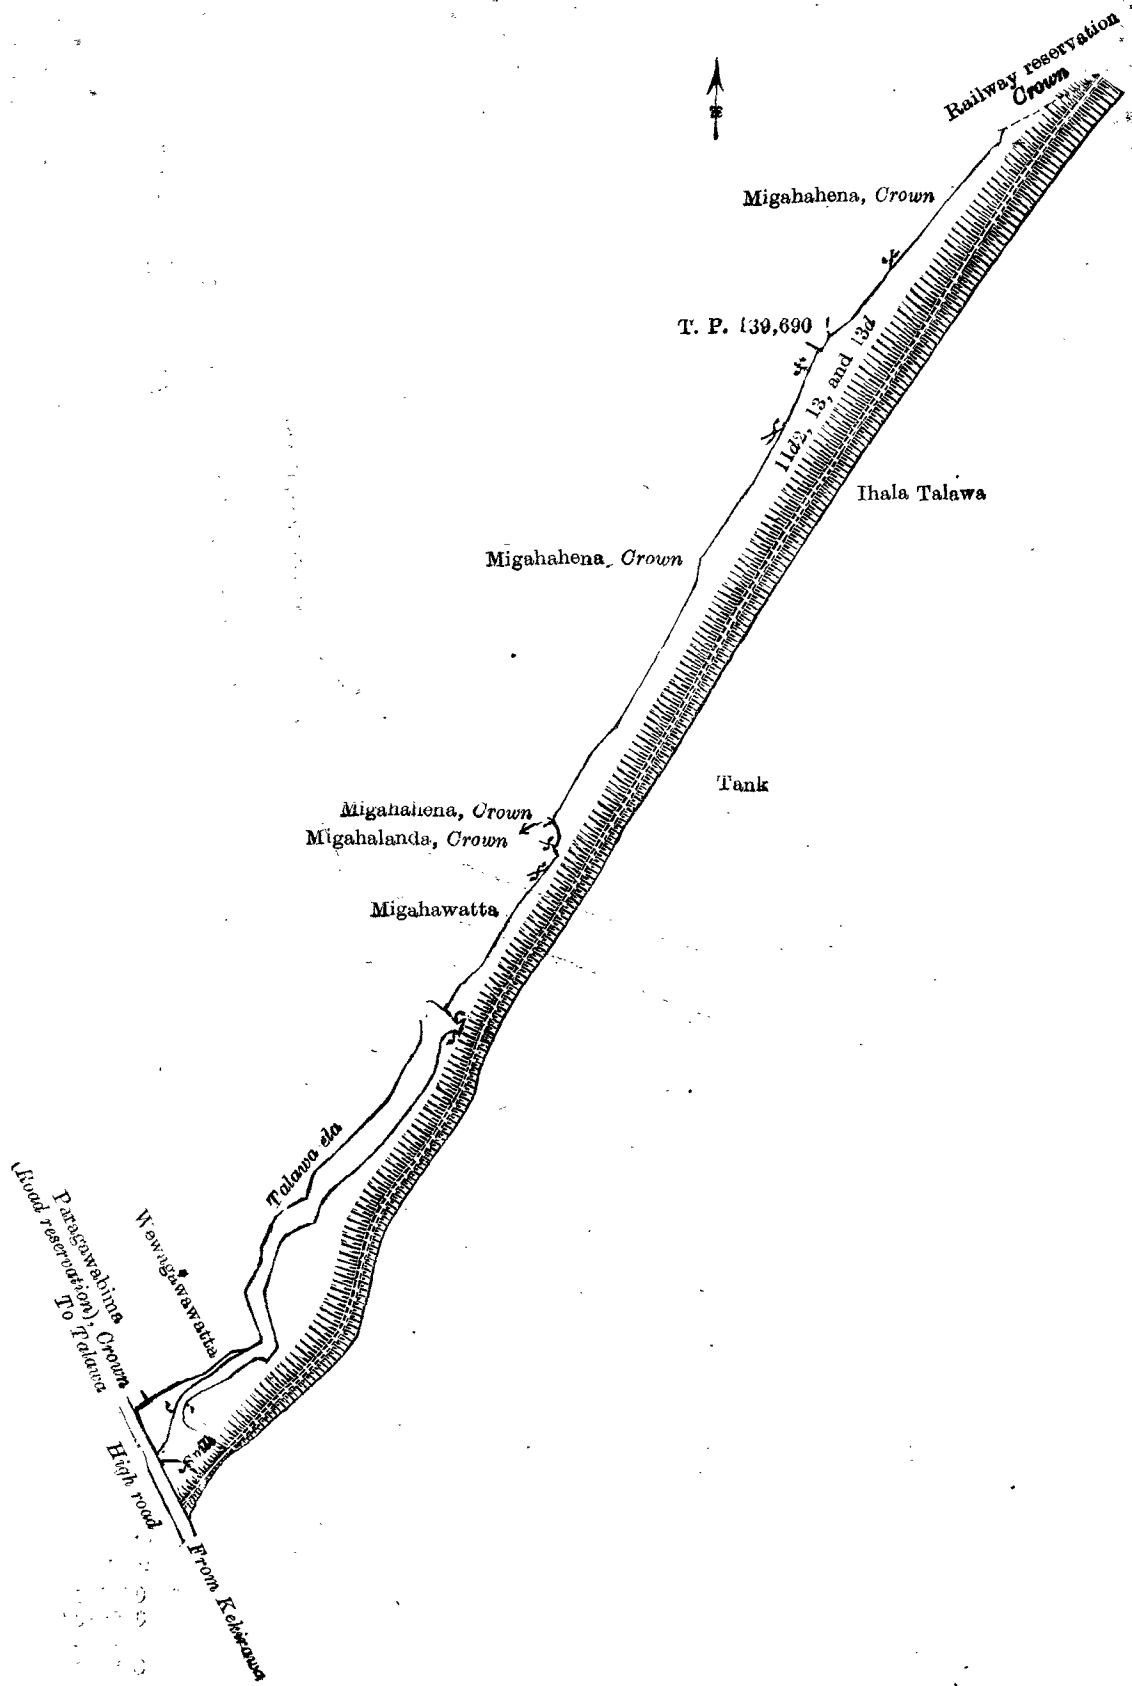 Railway reservation
Crown
Migahahena, Crown
T. P. 139,690
11d2, 13, and 13d
Ihala Talawa
Migahahena, Crown
Tank
Migahahena, Crown
Migahalanda, Crown
Migahawatta
Talawa ela
Wewagawawatta
Paragawahima
(Road reservation), Crown
To Talawa
High road
From Kekirawa